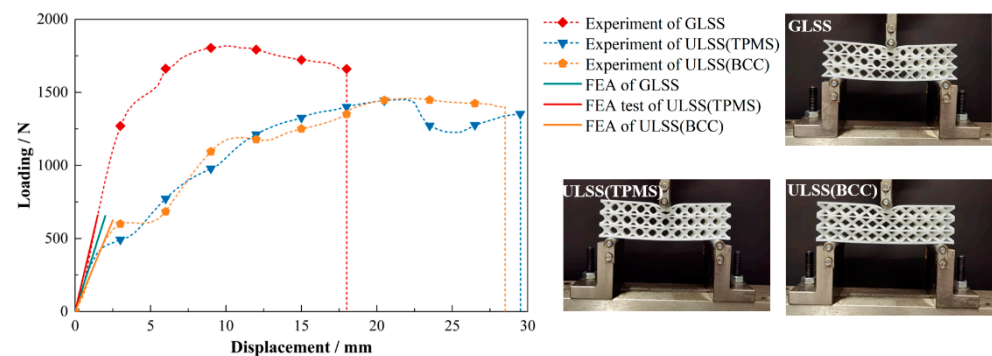 2000
1500
1000
500
0
Loading / N
0
5
10
15
20
25
30
Displacement / mm
Experiment of GLSS
Experiment of ULSS(TPMS)
Experiment of ULSS(BCC)
FEA of GLSS
FEA test of ULSS(TPMS)
FEA of ULSS(BCC)
GLSS
ULSS(TPMS)
ULSS(BCC)